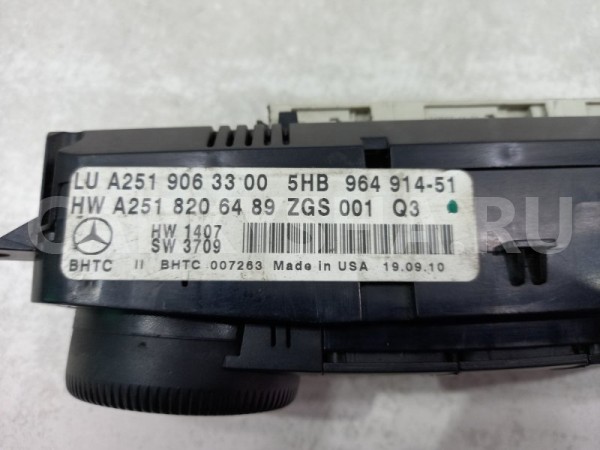 LU A251 906 33 00 5HB 964 914-51
HW A251 820 64 89 ZGS 001 Q3
HW 1407
SW 3709
BHTC II BHTC 007263 Made in USA 19.09.10